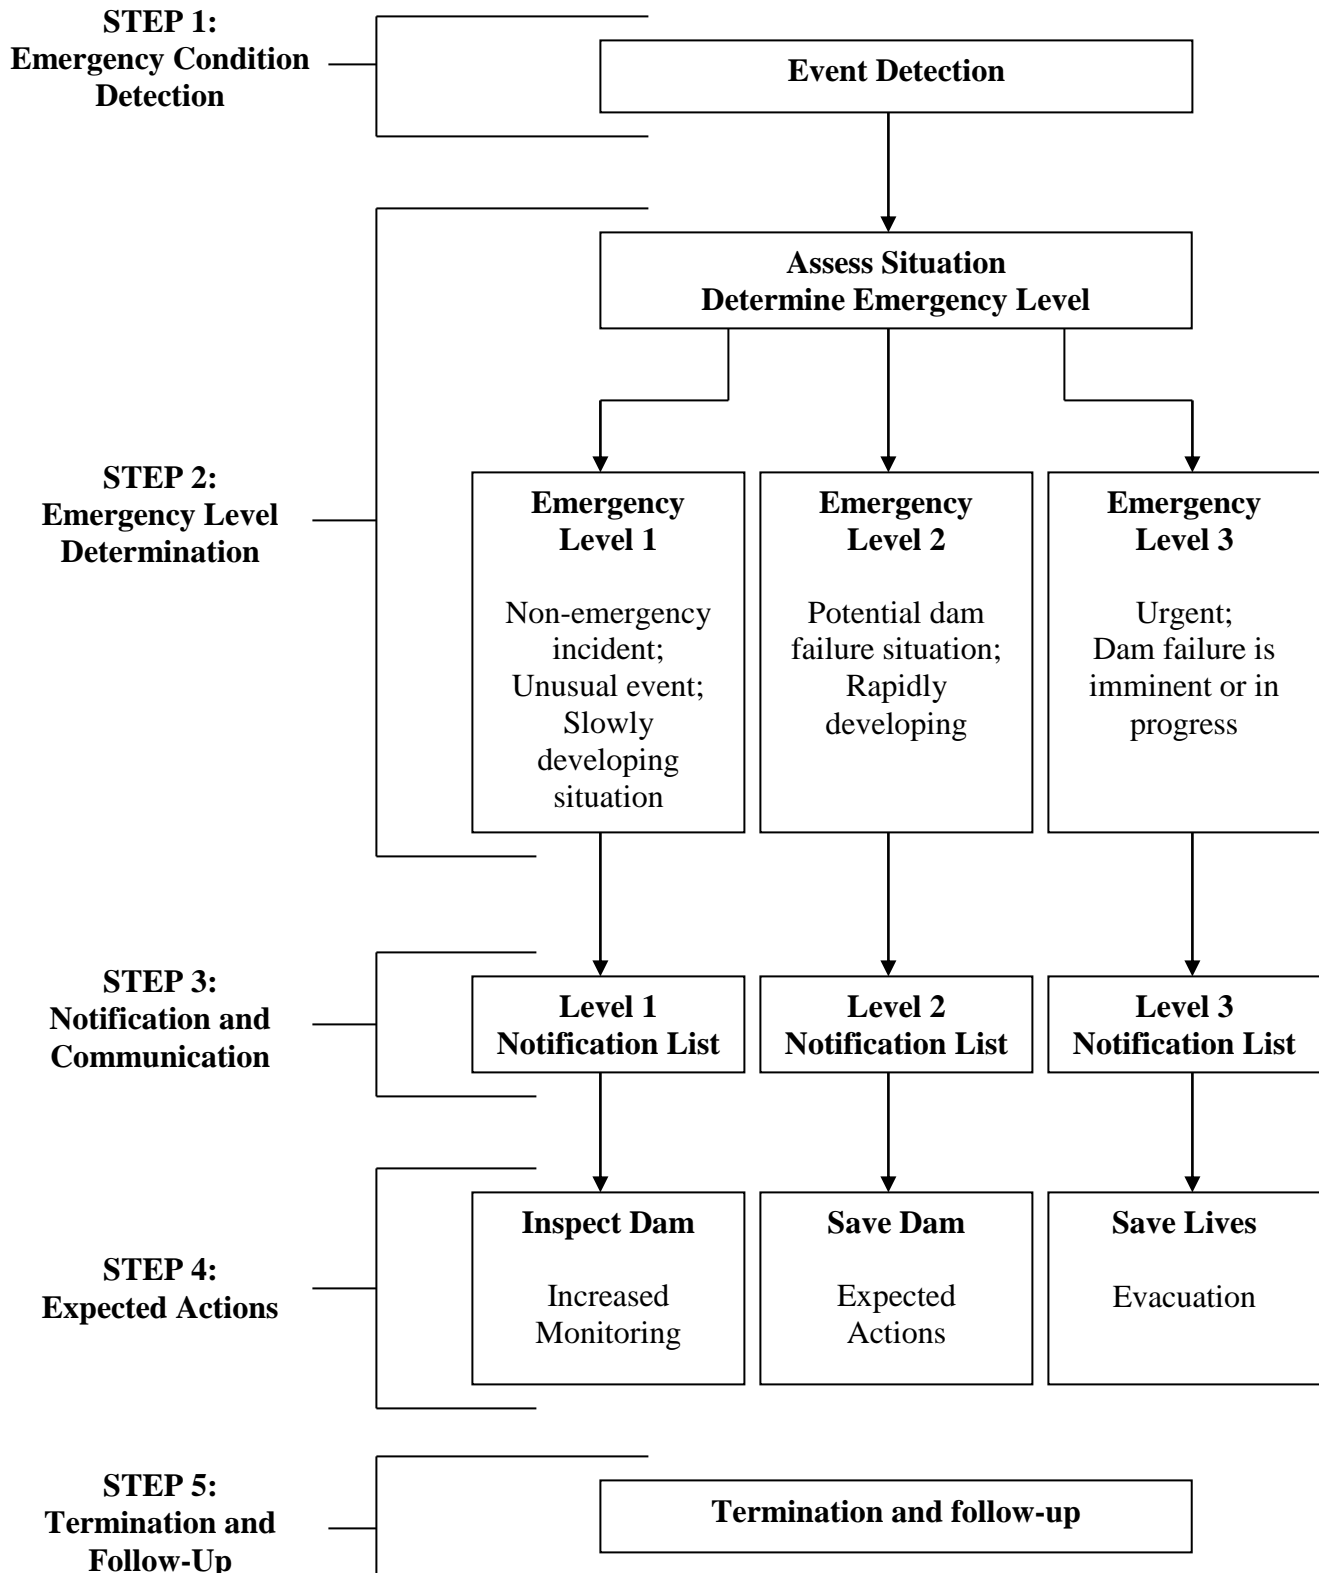 STEP 1:
Emergency Condition
Detection
Event Detection
Assess Situation
Determine Emergency Level
STEP 2:
Emergency Level
Determination
Emergency
Level 1
Non-emergency
incident;
Unusual event;
Slowly
developing
situation
Emergency
Level 2
Potential dam
failure situation;
Rapidly
developing
Emergency
Level 3
Urgent;
Dam failure is
imminent or in
progress
STEP 3:
Notification and
Communication
Level 1
Notification List
Level 2
Notification List
Level 3
Notification List
STEP 4:
Expected Actions
Inspect Dam
Increased
Monitoring
Save Dam
Expected
Actions
Save Lives
Evacuation
STEP 5:
Termination and
Follow-Up
Termination and follow-up